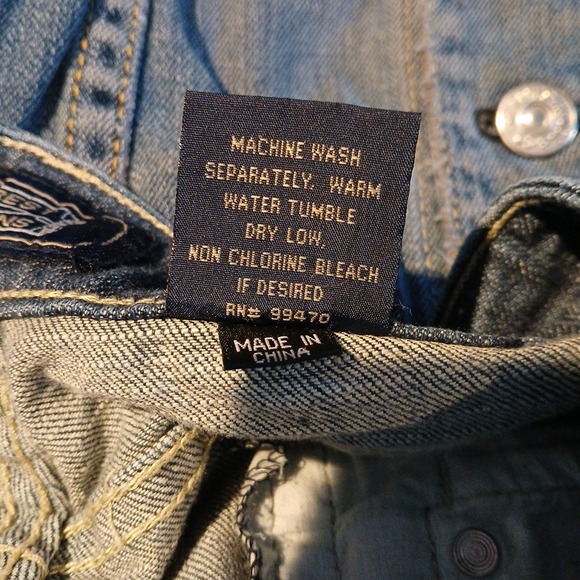 MACHINE WASH
SEPARATELY. WARM
WATER TUMBLE
DRY LOW,
NON CHLORINE BLEACH
IF DESIRED
RN# 99470
MADE IN
CHINA